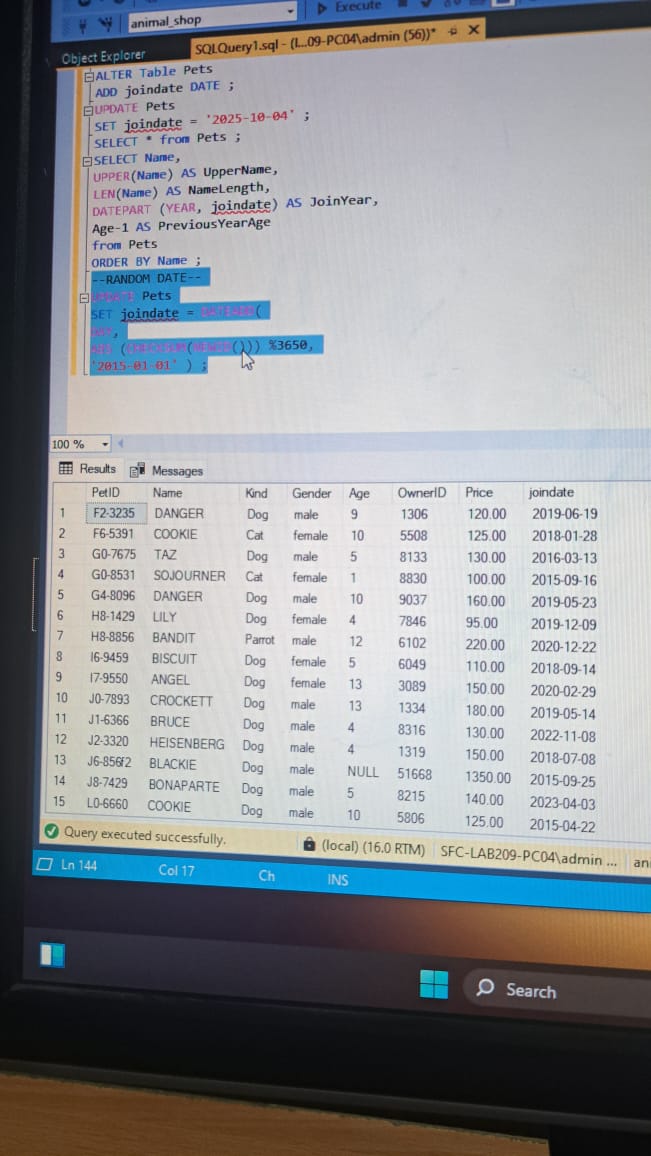 animal_shop
Execute
Object Explorer
SQLQuery1.sql - (L...09-PC04\admin (56))*
ALTER Table Pets
ADD joindate DATE ;
UPDATE Pets
SET joindate = '2025-10-04' ;
SELECT * from Pets ;
SELECT Name,
UPPER(Name) AS UpperName,
LEN(Name) AS NameLength,
DATEPART (YEAR, joindate) AS JoinYear,
Age-1 AS PreviousYearAge
from Pets
ORDER BY Name ;
--RANDOM DATE--
UPDATE Pets
SET joindate = DATEADD(
DAY,
ABS (CHECKSUM(NEWID())) %3650,
'2015-01-01' ) ;
100 %
Results Messages
PetID Name Kind Gender Age OwnerID Price joindate
1 F2-3235 DANGER Dog male 9 1306 120.00 2019-06-19
2 F6-5391 COOKIE Cat female 10 5508 125.00 2018-01-28
3 G0-7675 TAZ Dog male 5 8133 130.00 2016-03-13
4 G0-8531 SOJOURNER Cat female 1 8830 100.00 2015-09-16
5 G4-8096 DANGER Dog male 10 9037 160.00 2019-05-23
6 H8-1429 LILY Dog female 4 7846 95.00 2019-12-09
7 H8-8856 BANDIT Parrot male 12 6102 220.00 2020-12-22
8 I6-9459 BISCUIT Dog female 5 6049 110.00 2018-09-14
9 I7-9550 ANGEL Dog female 13 3089 150.00 2020-02-29
10 J0-7893 CROCKETT Dog male 13 1334 180.00 2019-05-14
11 J1-6366 BRUCE Dog male 4 8316 130.00 2022-11-08
12 J2-3320 HEISENBERG Dog male 4 1319 150.00 2018-07-08
13 J6-856f2 BLACKIE Dog male NULL 51668 1350.00 2015-09-25
14 J8-7429 BONAPARTE Dog male 5 8215 140.00 2023-04-03
15 L0-6660 COOKIE Dog male 10 5806 125.00 2015-04-22
Query executed successfully. (local) (16.0 RTM) SFC-LAB209-PC04\admin ... an
Ln 144 Col 17 Ch INS
Search